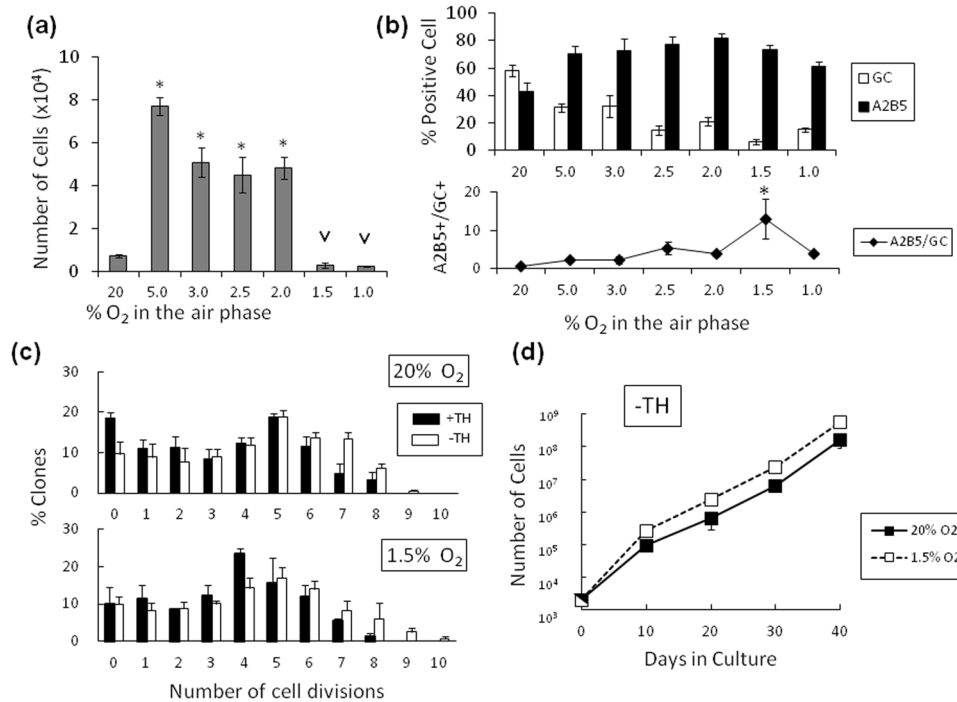 (a)
Number of Cells (x10⁴)
10
8
6
4
2
0
* * * * v v
20 5.0 3.0 2.5 2.0 1.5 1.0
% O₂ in the air phase
(b)
% Positive Cell
100
80
60
40
20
0
20 5.0 3.0 2.5 2.0 1.5 1.0
GC
A2B5
A2B5+/GC+
20
10
0
*
20 5.0 3.0 2.5 2.0 1.5 1.0
A2B5/GC
% O₂ in the air phase
(c)
% Clones
20% O₂
30
20
10
0
+TH
-TH
0 1 2 3 4 5 6 7 8 9 10
1.5% O₂
30
20
10
0
0 1 2 3 4 5 6 7 8 9 10
Number of cell divisions
(d)
-TH
Number of Cells
10⁹
10⁸
10⁷
10⁶
10⁵
10⁴
10³
0 10 20 30 40
Days in Culture
20% O2
1.5% O2